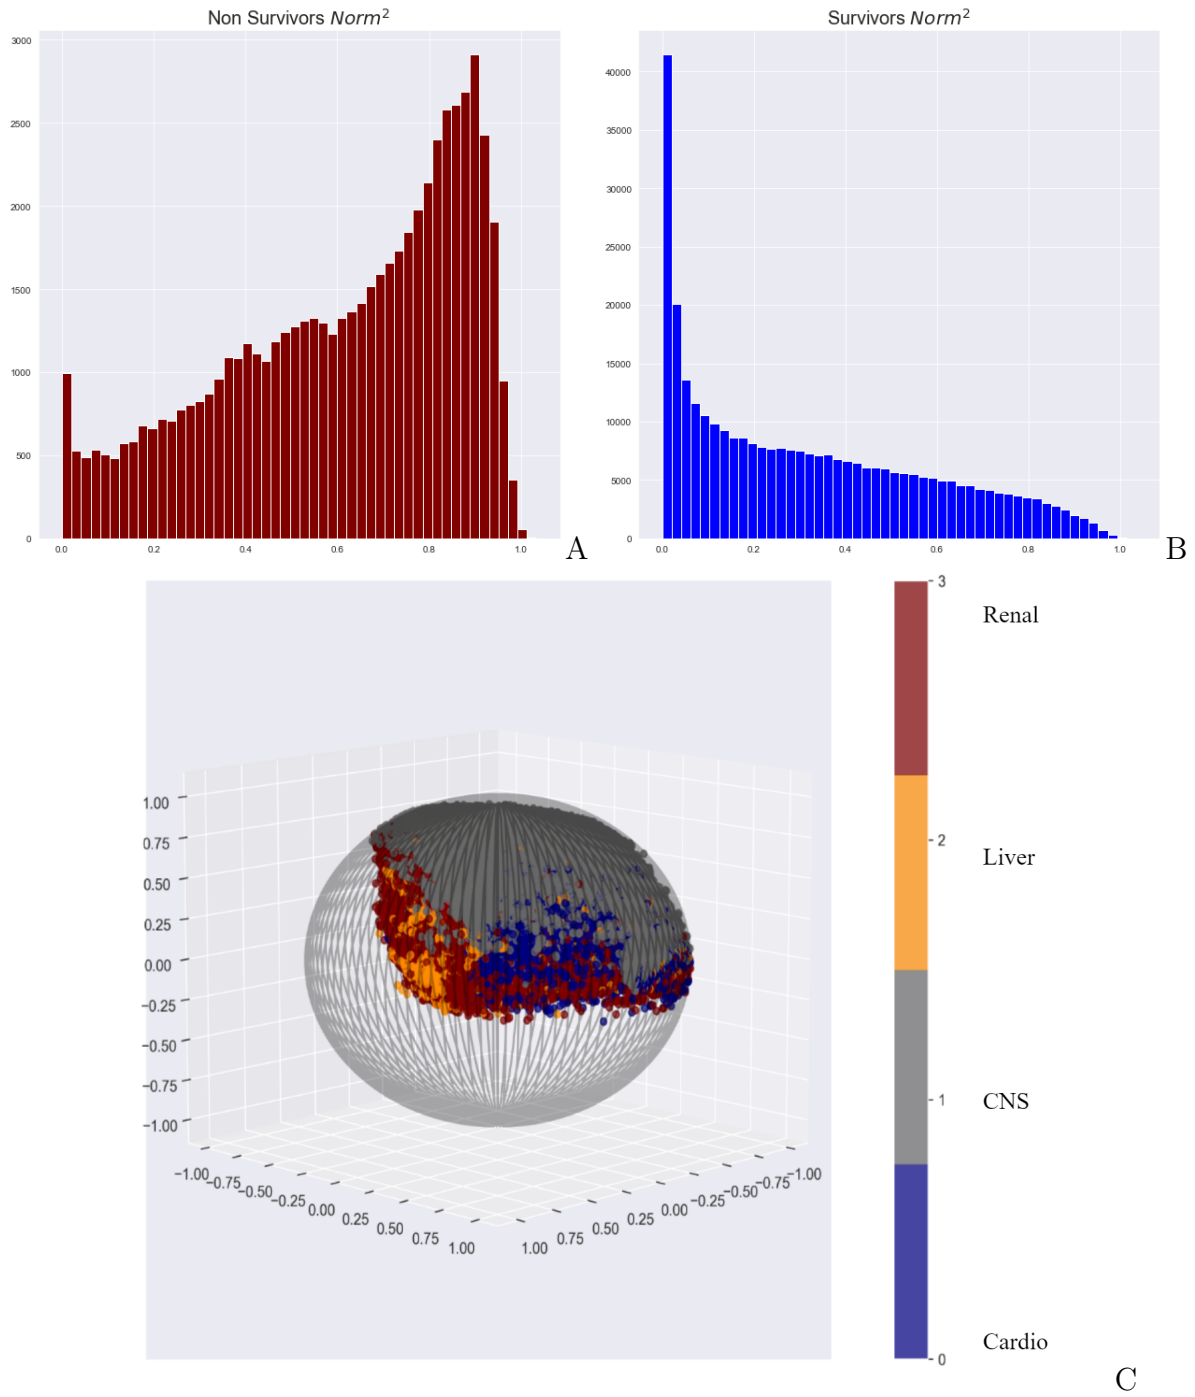 Non Survivors Norm²
3000
2500
2000
1500
1000
500
0
0.0 0.2 0.4 0.6 0.8 1.0
A
Survivors Norm²
40000
35000
30000
25000
20000
15000
10000
5000
0
0.0 0.2 0.4 0.6 0.8 1.0
B
1.00
0.75
0.50
0.25
0.00
−0.25
−0.50
−0.75
−1.00
−1.00 −0.75 −0.50 −0.25 0.00 0.25 0.50 0.75 1.00
1.00 0.75 0.50 0.25 0.00 −0.25 −0.50 −0.75 −1.00
3
Renal
2
Liver
1
CNS
Cardio
0
C